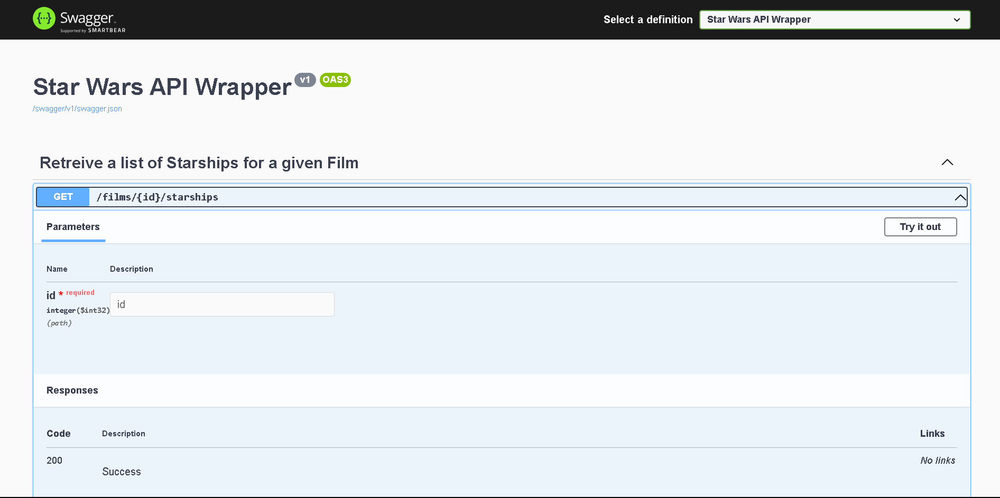 Swagger
Supported by SMARTBEAR
Select a definition
Star Wars API Wrapper
Star Wars API Wrapper v1 OAS3
/swagger/v1/swagger.json
Retreive a list of Starships for a given Film
GET /films/{id}/starships
Parameters
Try it out
Name Description
id * required
integer($int32)
(path)
id
Responses
Code Description Links
200
Success
No links